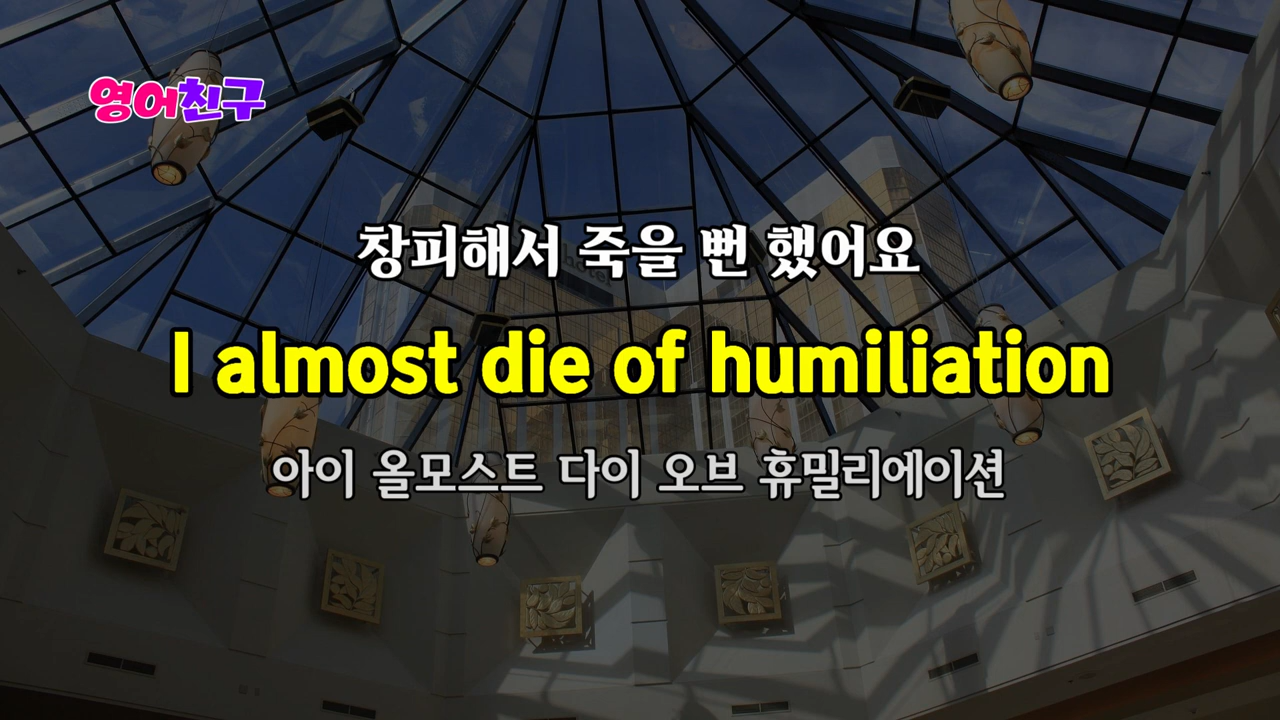 영어친구
창피해서 죽을 뻔 했어요
I almost die of humiliation
아이 올모스트 다이 오브 휴밀리에이션